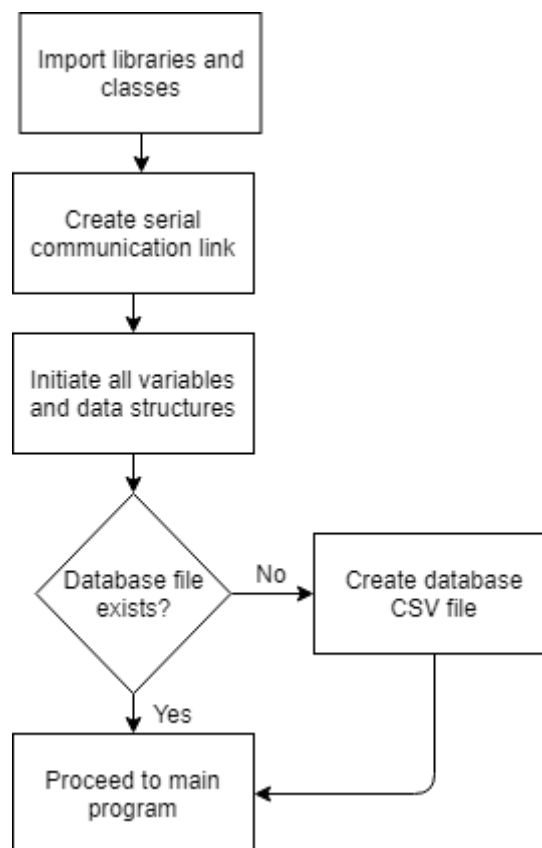 Import libraries and
classes
Create serial
communication link
Initiate all variables
and data structures
Database file
exists?
No
Create database
CSV file
Yes
Proceed to main
program